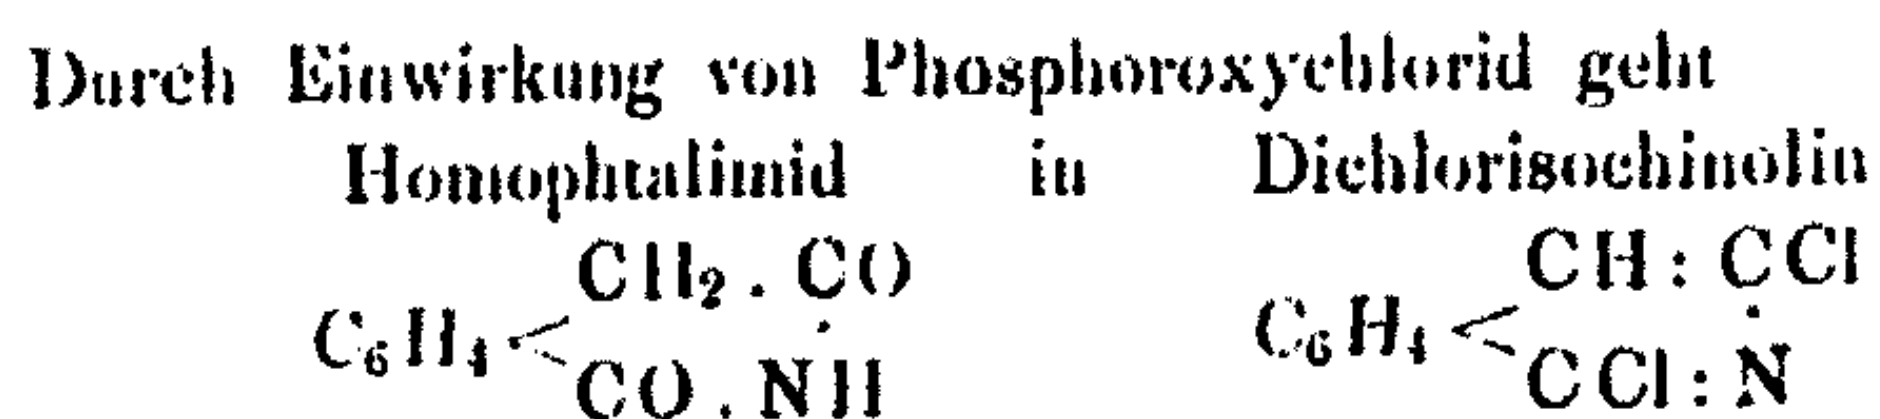 Durch Einwirkung von Phosphoroxychlorid geht
Homophtalimid in Dichlorisochinolin
CH₂ . CO CH : CCl
C₆H₄< . C₆H₄< .
CO . NH CCl : N